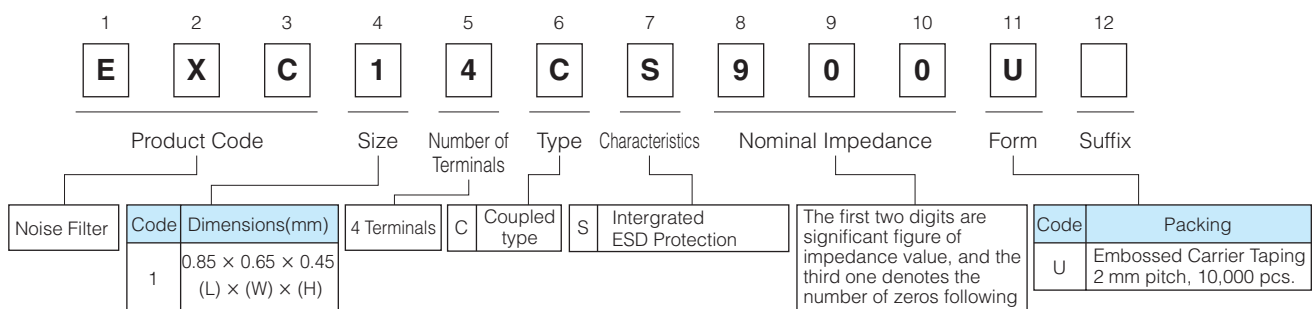 1 2 3 4 5 6 7 8 9 10 11 12
E X C 1 4 C S 9 0 0 U
Product Code Size Number of Terminals Type Characteristics Nominal Impedance Form Suffix
Noise Filter
Code Dimensions(mm)
1 0.85 × 0.65 × 0.45
(L) × (W) × (H)
4 Terminals
C Coupled
type
S Intergrated
ESD Protection
The first two digits are
significant figure of
impedance value, and the
third one denotes the
number of zeros following
Code Packing
U Embossed Carrier Taping
2 mm pitch, 10,000 pcs.